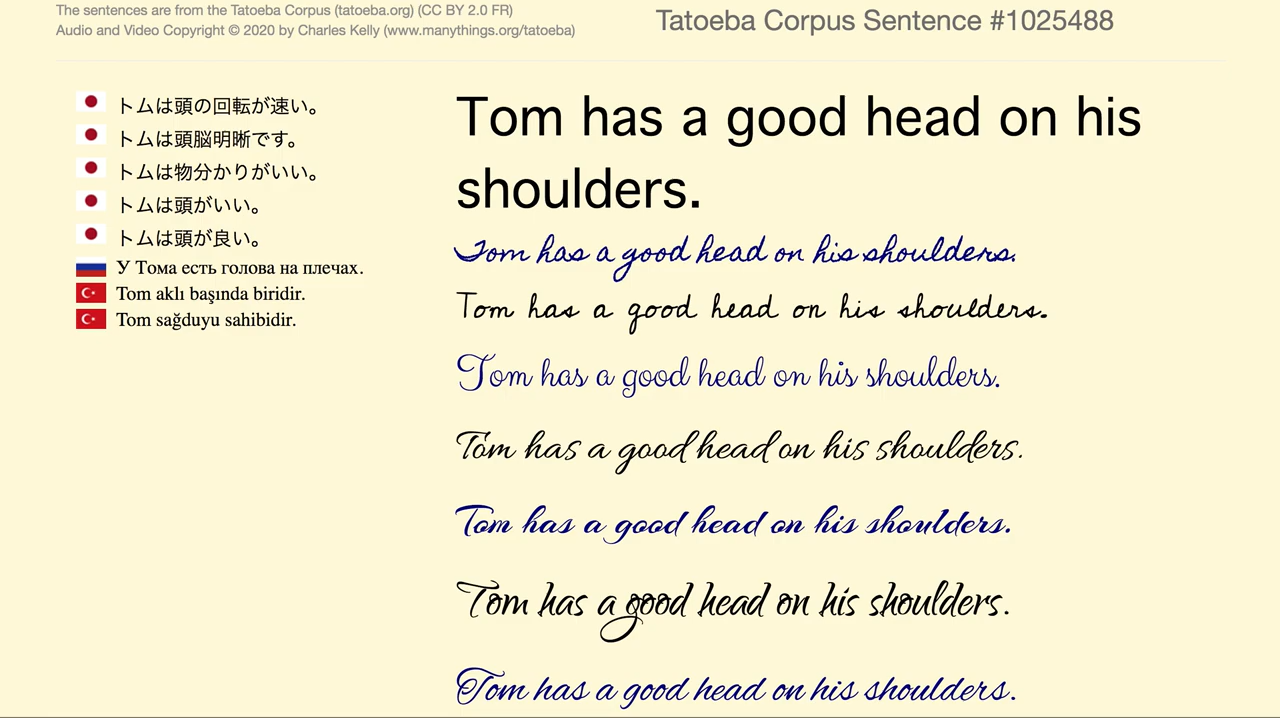 The sentences are from the Tatoeba Corpus (tatoeba.org) (CC BY 2.0 FR)
Audio and Video Copyright © 2020 by Charles Kelly (www.manythings.org/tatoeba)
Tatoeba Corpus Sentence #1025488
トムは頭の回転が速い。
トムは頭脳明晰です。
トムは物分かりがいい。
トムは頭がいい。
トムは頭が良い。
У Тома есть голова на плечах.
Tom aklı başında biridir.
Tom sağduyu sahibidir.
Tom has a good head on his
shoulders.
Tom has a good head on his shoulders.
Tom has a good head on his shoulders.
Tom has a good head on his shoulders.
Tom has a good head on his shoulders.
Tom has a good head on his shoulders.
Tom has a good head on his shoulders.
Tom has a good head on his shoulders.